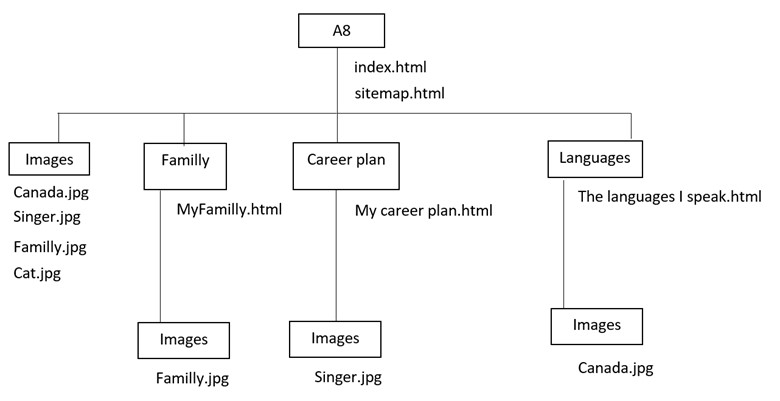 A8
index.html
sitemap.html
Images
Familly
Career plan
Languages
Canada.jpg
Singer.jpg
Familly.jpg
Cat.jpg
MyFamilly.html
My career plan.html
The languages I speak.html
Images
Images
Images
Familly.jpg
Singer.jpg
Canada.jpg